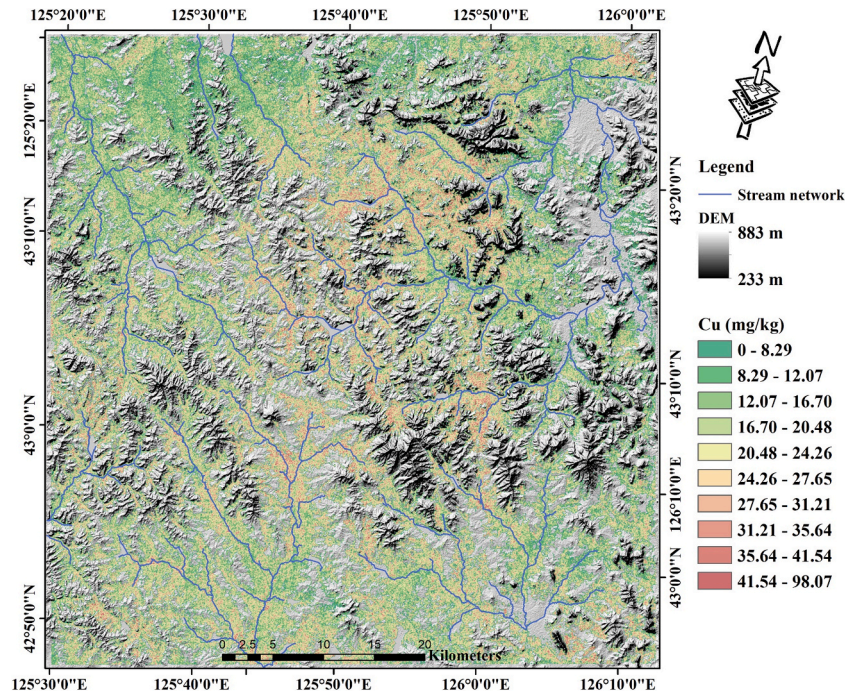 125°20'0"E 125°30'0"E 125°40'0"E 125°50'0"E 126°0'0"E
125°20'0"E
43°10'0"N
43°0'0"N
42°50'0"N
43°20'0"N
43°10'0"N
126°10'0"E
43°0'0"N
N
Legend
Stream network
DEM
883 m
233 m
Cu (mg/kg)
0 - 8.29
8.29 - 12.07
12.07 - 16.70
16.70 - 20.48
20.48 - 24.26
24.26 - 27.65
27.65 - 31.21
31.21 - 35.64
35.64 - 41.54
41.54 - 98.07
0 2.5 5 10 15 20
Kilometers
125°30'0"E 125°40'0"E 125°50'0"E 126°0'0"E 126°10'0"E